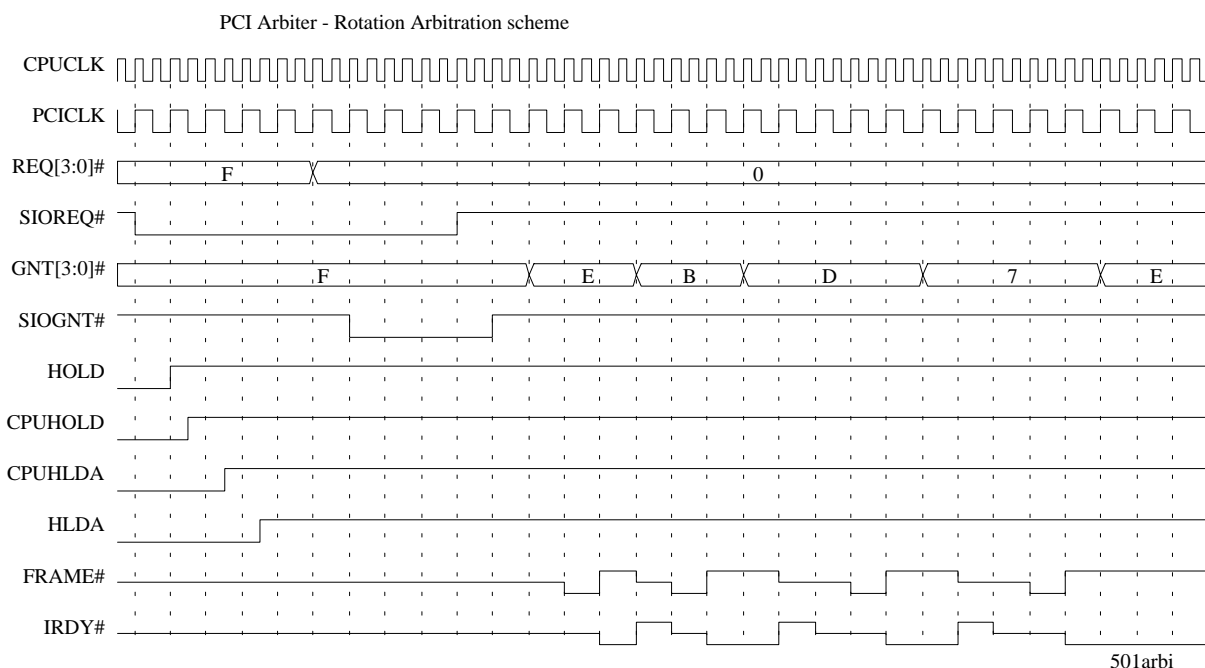 PCI Arbiter - Rotation Arbitration scheme
CPUCLK
PCICLK
REQ[3:0]# F 0
SIOREQ#
GNT[3:0]# F E B D 7 E
SIOGNT#
HOLD
CPUHOLD
CPUHLDA
HLDA
FRAME#
IRDY#
501arbi